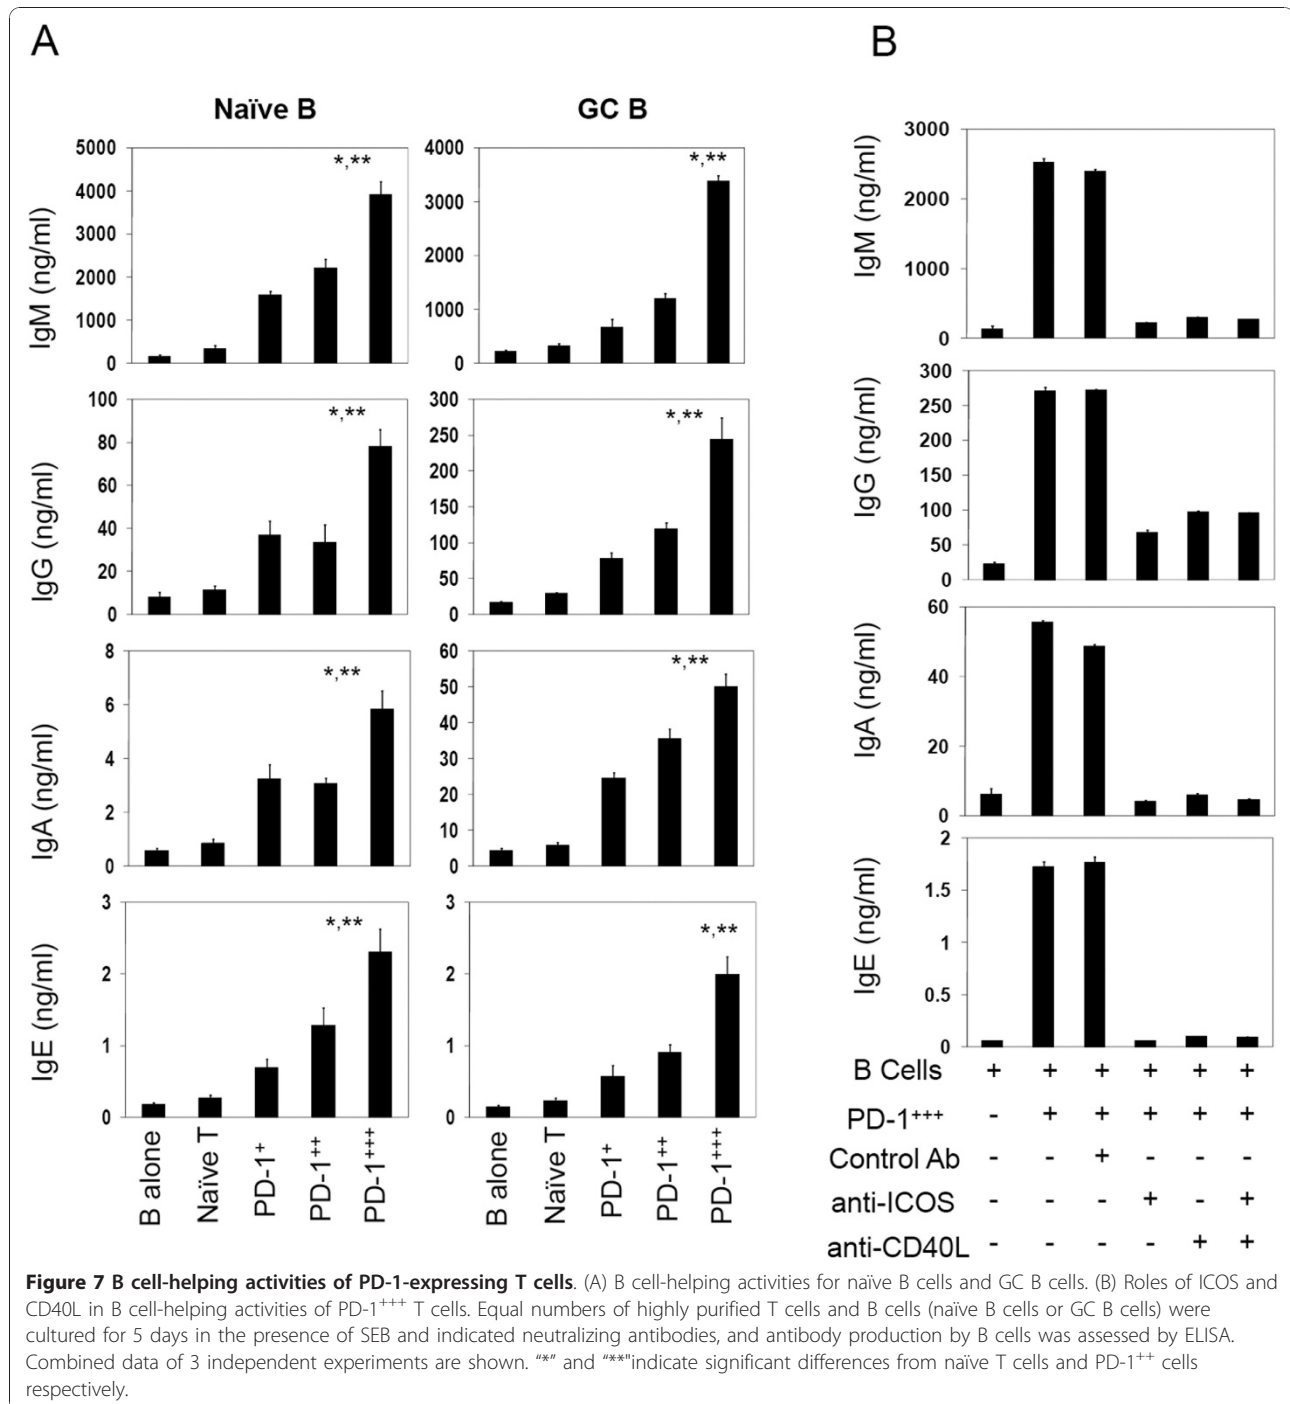 A
B
Naïve B
GC B
5000
4000
3000
2000
1000
0
IgM (ng/ml)
*,**
4000
3000
2000
1000
0
*,**
100
80
60
40
20
0
IgG (ng/ml)
*,**
300
250
200
150
100
50
0
*,**
8
6
4
2
0
IgA (ng/ml)
*,**
60
50
40
30
20
10
0
*,**
3
2
1
0
IgE (ng/ml)
*,**
3
2
1
0
*,**
B alone
Naïve T
PD-1⁺
PD-1⁺⁺
PD-1⁺⁺⁺
B alone
Naïve T
PD-1⁺
PD-1⁺⁺
PD-1⁺⁺⁺
3000
2000
1000
0
IgM (ng/ml)
300
250
200
150
100
50
0
IgG (ng/ml)
60
40
20
0
IgA (ng/ml)
2
1.5
1
0.5
0
IgE (ng/ml)
B Cells + + + + + +
PD-1⁺⁺⁺ - + + + + +
Control Ab - - + - - -
anti-ICOS - - - + - +
anti-CD40L - - - - + +
Figure 7 B cell-helping activities of PD-1-expressing T cells. (A) B cell-helping activities for naïve B cells and GC B cells. (B) Roles of ICOS and
CD40L in B cell-helping activities of PD-1⁺⁺⁺ T cells. Equal numbers of highly purified T cells and B cells (naïve B cells or GC B cells) were
cultured for 5 days in the presence of SEB and indicated neutralizing antibodies, and antibody production by B cells was assessed by ELISA.
Combined data of 3 independent experiments are shown. “*” and “**"indicate significant differences from naïve T cells and PD-1⁺⁺ cells
respectively.